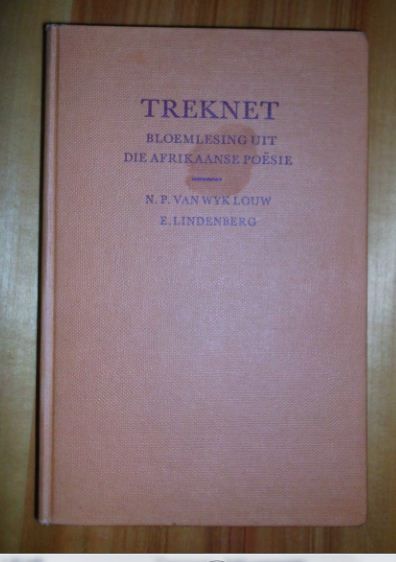 TREKNET
BLOEMLESING UIT
DIE AFRIKAANSE POËSIE
N. P. VAN WYK LOUW
E. LINDENBERG